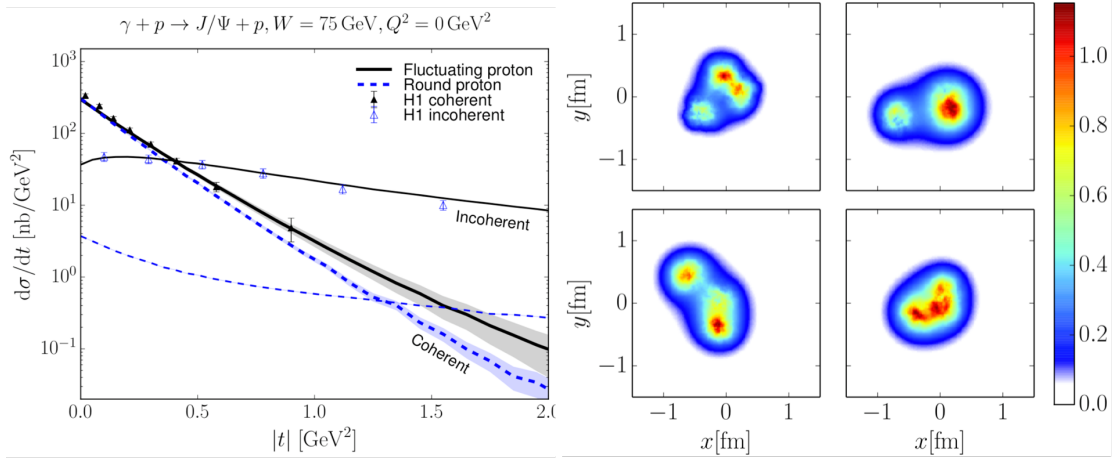 γ + p → J/Ψ + p, W = 75 GeV, Q² = 0 GeV²
dσ/dt [nb/GeV²]
10³
10²
10¹
10⁰
10⁻¹
Fluctuating proton
Round proton
H1 coherent
H1 incoherent
Incoherent
Coherent
0.0 0.5 1.0 1.5 2.0
|t| [GeV²]
y[fm]
1
0
−1
y[fm]
1
0
−1
−1 0 1
x[fm]
−1 0 1
x[fm]
1.0
0.8
0.6
0.4
0.2
0.0